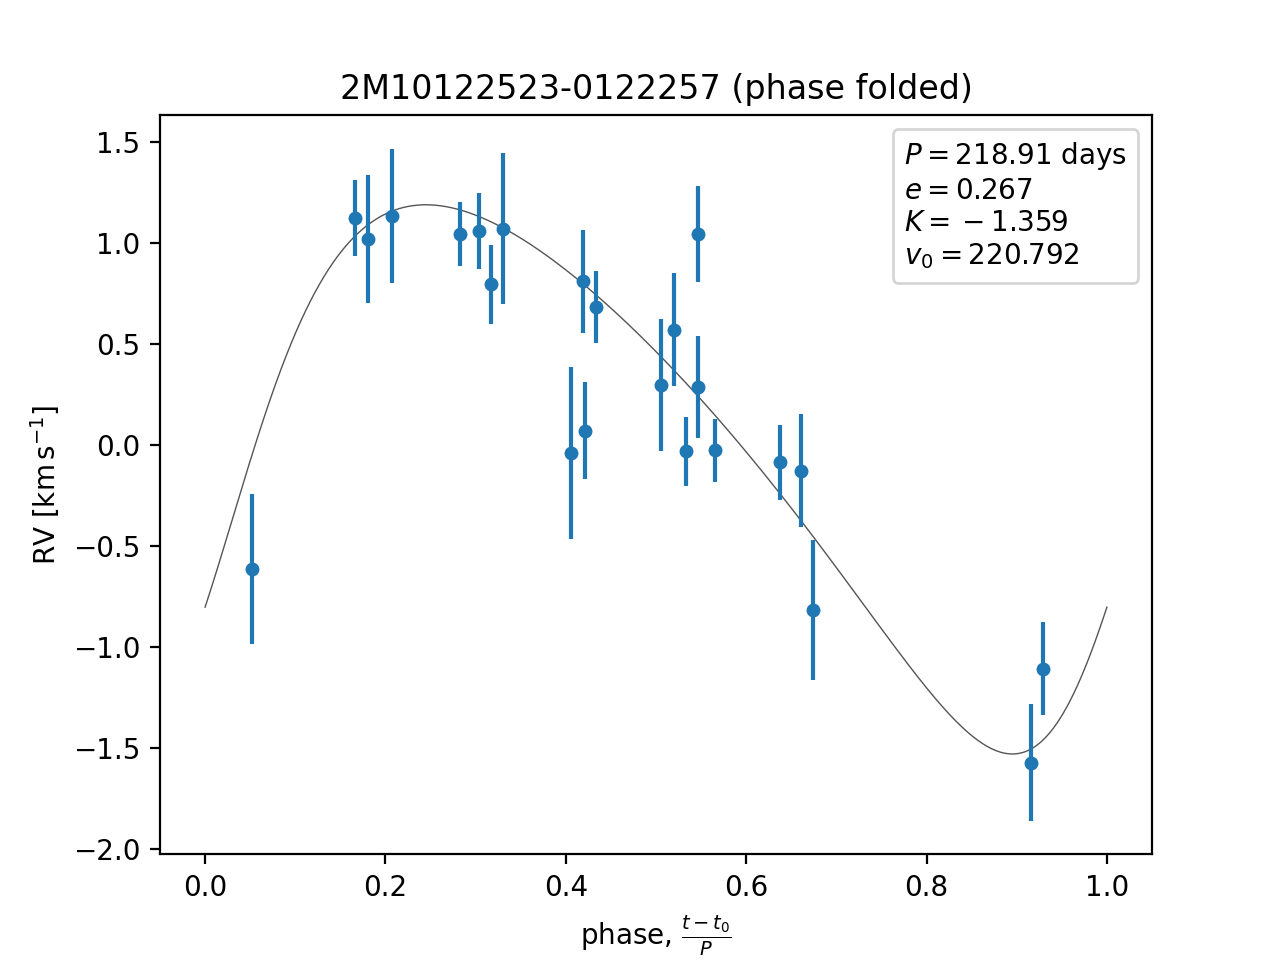 2M10122523-0122257 (phase folded)
P = 218.91 days
e = 0.267
K = −1.359
v₀ = 220.792
RV [km s⁻¹]
1.5
1.0
0.5
0.0
−0.5
−1.0
−1.5
−2.0
0.0 0.2 0.4 0.6 0.8 1.0
phase, (t − t₀)/P